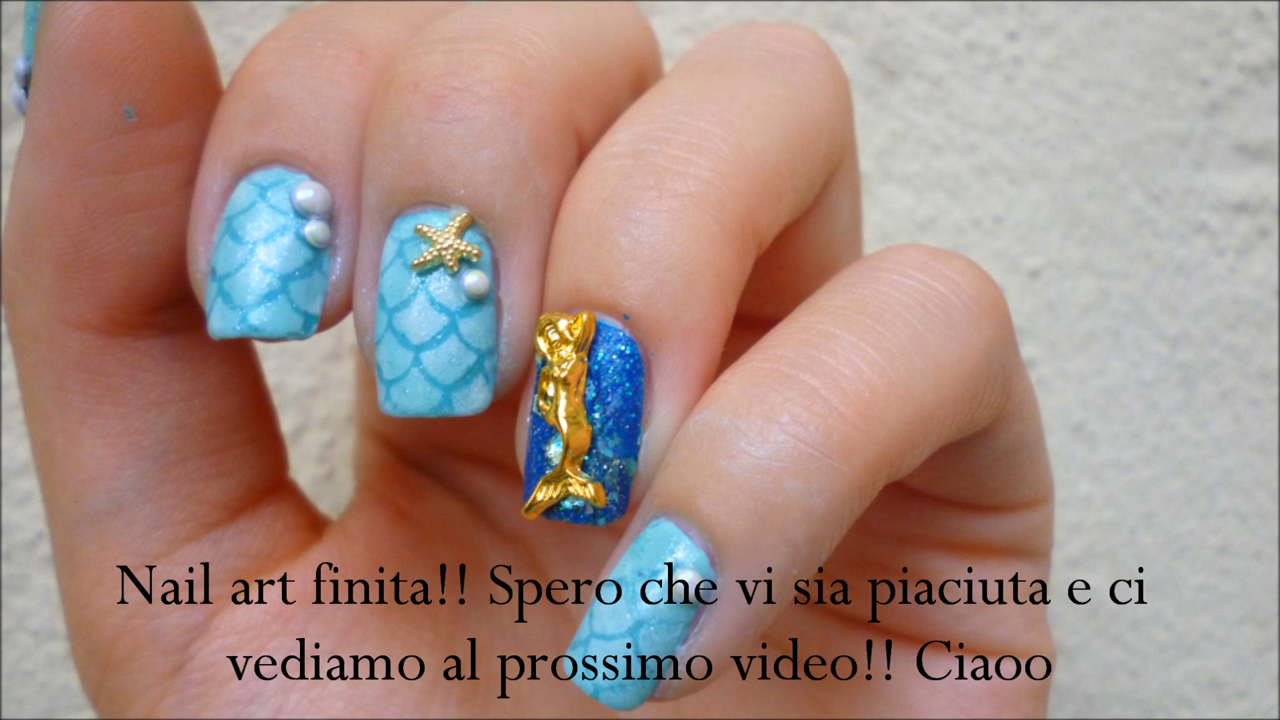 Nail art finita!! Spero che vi sia piaciuta e ci
vediamo al prossimo video!! Ciaoo